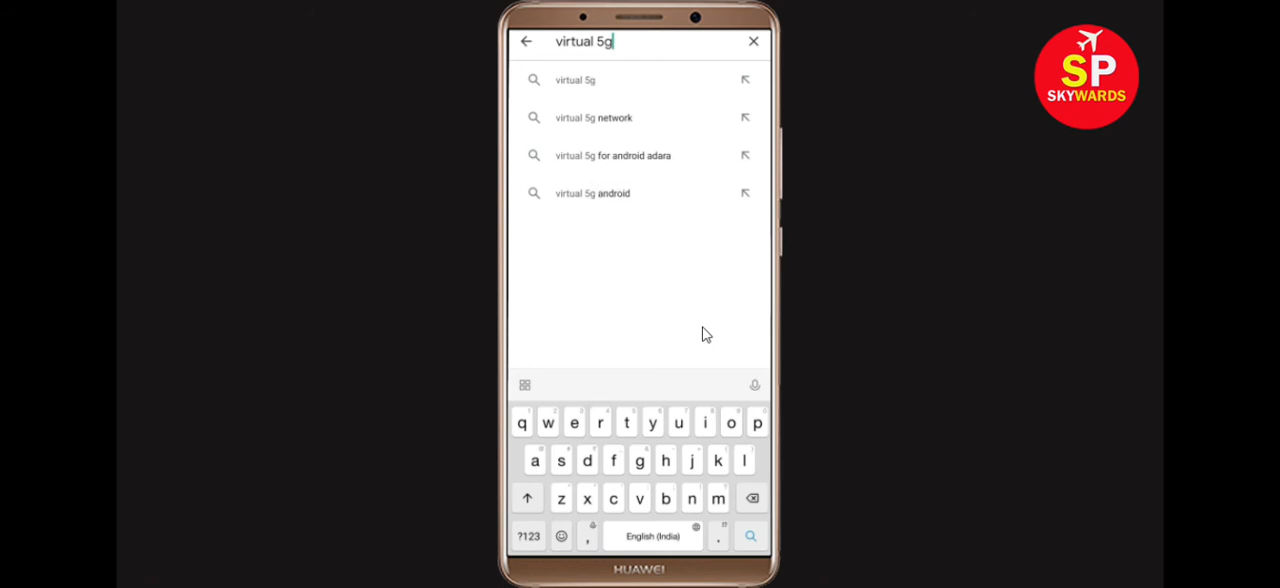 virtual 5g
SP
SKYWARDS
virtual 5g
virtual 5g network
virtual 5g for android adara
virtual 5g android
q w e r t y u i o p
a s d f g h j k l
z x c v b n m
?123 , English (India) .
HUAWEI